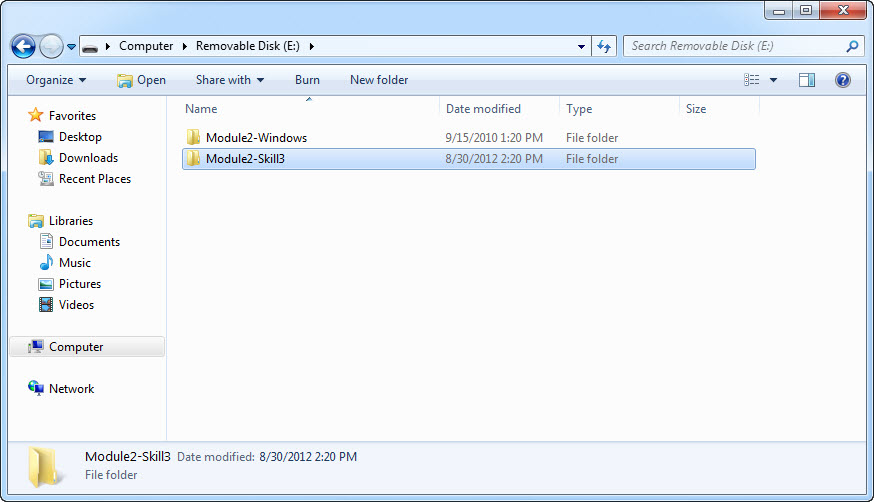 Computer Removable Disk (E:) Search Removable Disk (E:)
Organize Open Share with Burn New folder
Name Date modified Type Size
Favorites
Desktop
Downloads
Recent Places
Libraries
Documents
Music
Pictures
Videos
Computer
Network
Module2-Windows 9/15/2010 1:20 PM File folder
Module2-Skill3 8/30/2012 2:20 PM File folder
Module2-Skill3 Date modified: 8/30/2012 2:20 PM
File folder